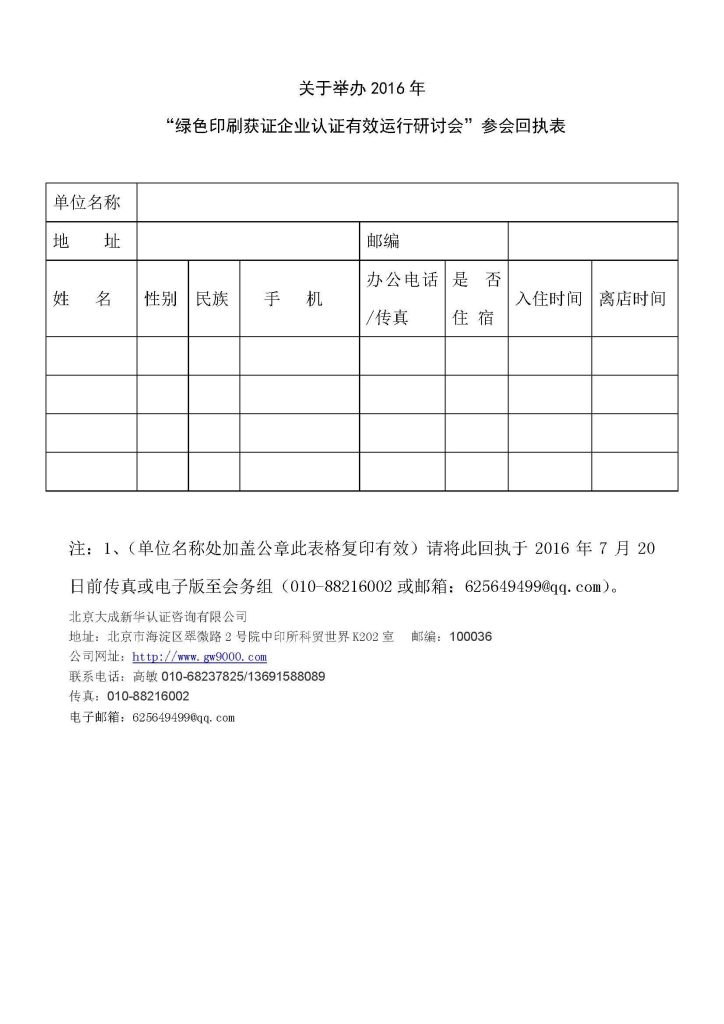 关于举办 2016 年
“绿色印刷获证企业认证有效运行研讨会”参会回执表
单位名称
地 址 邮编
姓 名 性别 民族 手 机 办公电话/传真 是 否住 宿 入住时间 离店时间
注：1、（单位名称处加盖公章此表格复印有效）请将此回执于 2016 年 7 月 20
日前传真或电子版至会务组（010-88216002 或邮箱：625649499@qq.com）。
北京大成新华认证咨询有限公司
地址：北京市海淀区翠微路 2 号院中印所科贸世界 K202 室 邮编：100036
公司网址：http://www.gw9000.com
联系电话：高敏 010-68237825/13691588089
传真：010-88216002
电子邮箱：625649499@qq.com